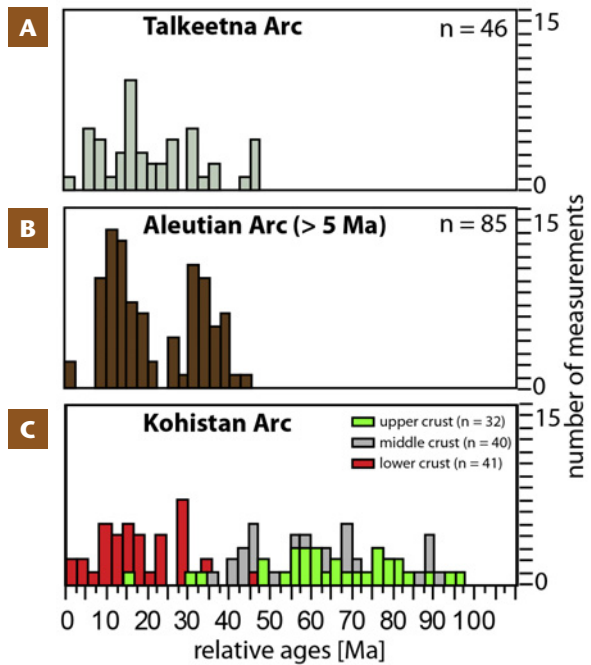 A
Talkeetna Arc
n = 46
15
0
B
Aleutian Arc (> 5 Ma)
n = 85
15
0
number of measurements
C
Kohistan Arc
15
upper crust (n = 32)
middle crust (n = 40)
lower crust (n = 41)
0
0 10 20 30 40 50 60 70 80 90 100
relative ages [Ma]